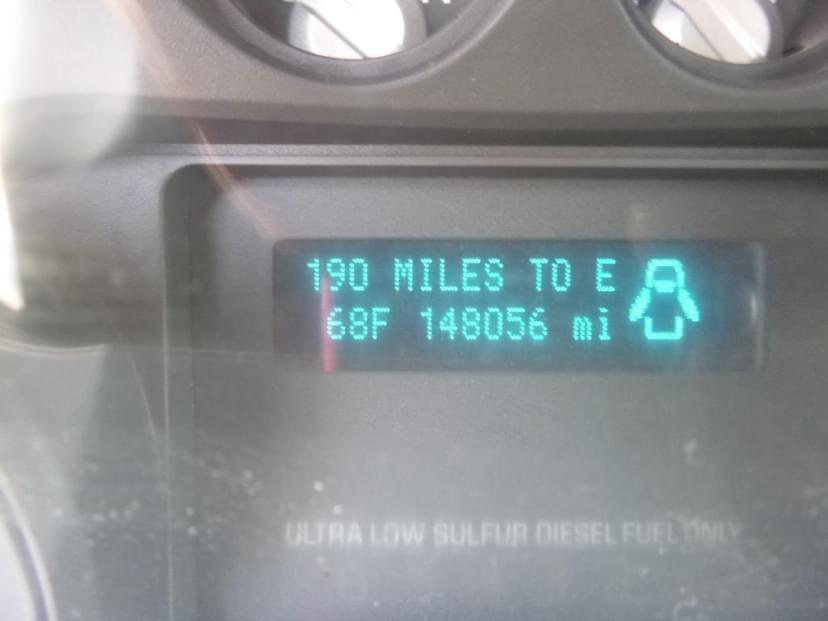 190 MILES TO E
68F 148056 mi
ULTRA LOW SULFUR DIESEL FUEL ONLY